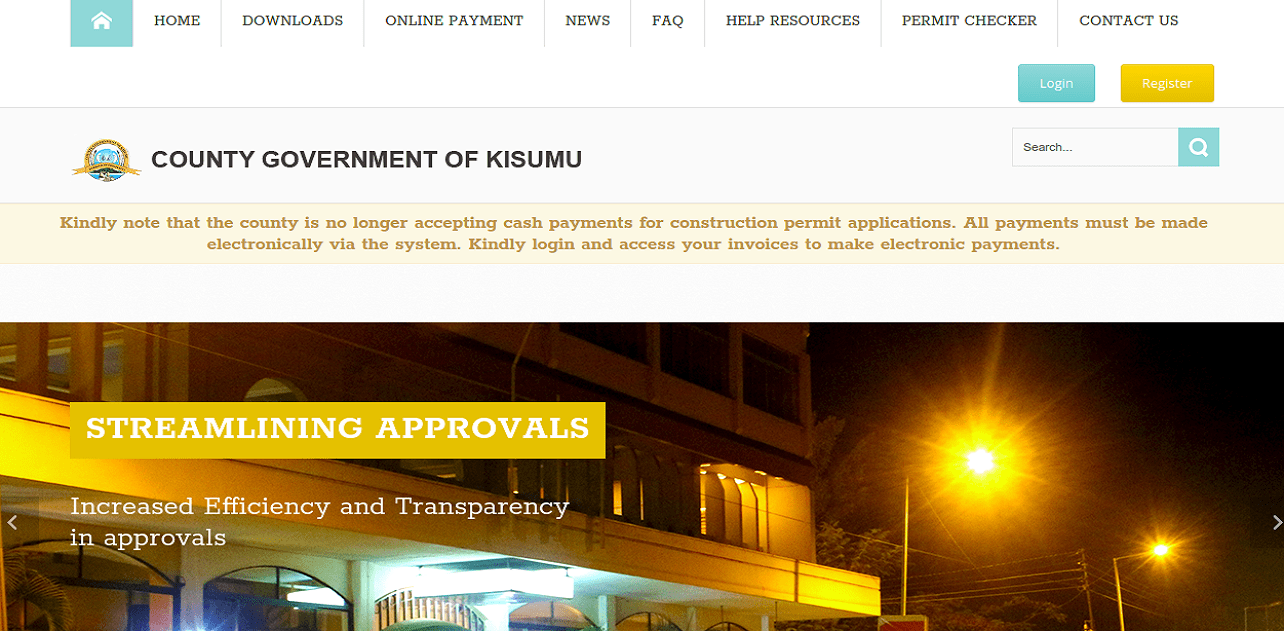 HOME
DOWNLOADS
ONLINE PAYMENT
NEWS
FAQ
HELP RESOURCES
PERMIT CHECKER
CONTACT US
Login
Register
COUNTY GOVERNMENT OF KISUMU
Search...
Kindly note that the county is no longer accepting cash payments for construction permit applications. All payments must be made
electronically via the system. Kindly login and access your invoices to make electronic payments.
STREAMLINING APPROVALS
Increased Efficiency and Transparency
in approvals